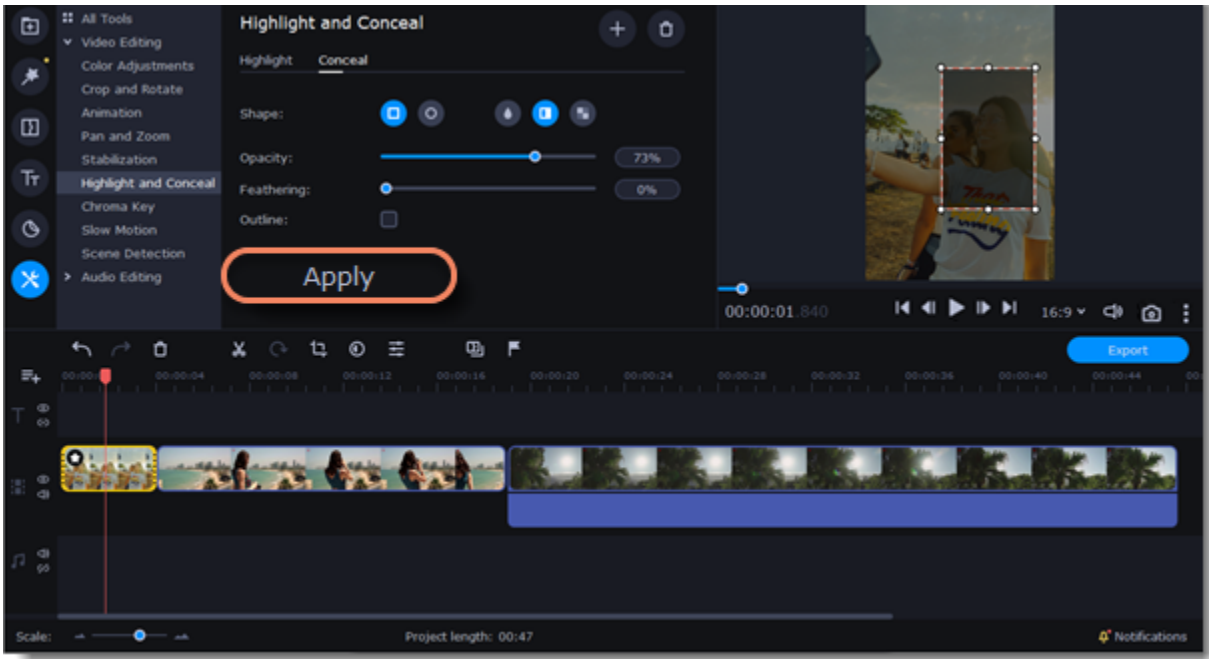 All Tools
Video Editing
Color Adjustments
Crop and Rotate
Animation
Pan and Zoom
Stabilization
Highlight and Conceal
Chroma Key
Slow Motion
Scene Detection
Audio Editing
Highlight and Conceal
Highlight Conceal
Shape:
Opacity: 73%
Feathering: 0%
Outline:
Apply
00:00:01.840
16:9
Export
00:00:04 00:00:08 00:00:12 00:00:16 00:00:20 00:00:24 00:00:28 00:00:32 00:00:36 00:00:40 00:00:44
Scale:
Project length: 00:47
Notifications